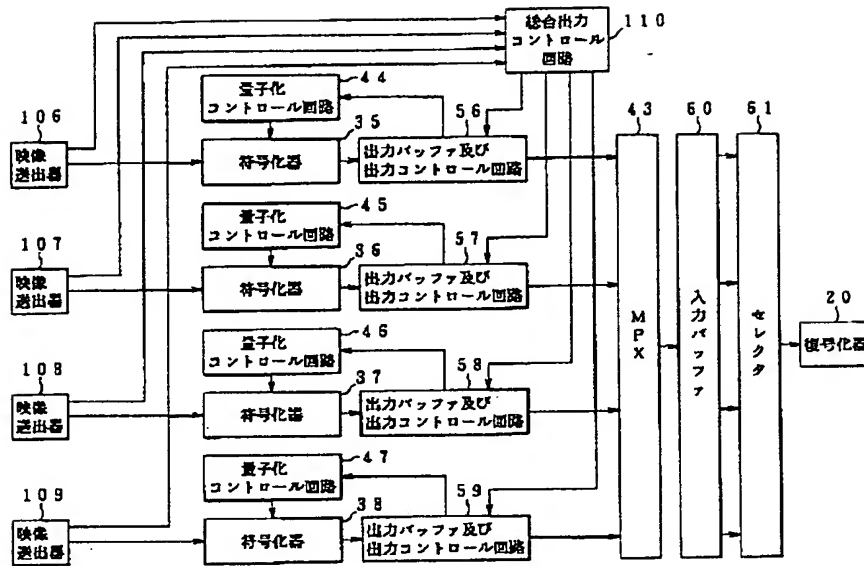 総合出力
コントロール
回路
110
量子化
コントロール回路
44
106
映像
送出器
35
符号化器
56
出力バッファ及び
出力コントロール回路
43
60
61
量子化
コントロール回路
45
107
映像
送出器
36
符号化器
57
出力バッファ及び
出力コントロール回路
MPX
入力バッファ
セレクタ
20
復号化器
量子化
コントロール回路
46
108
映像
送出器
37
符号化器
58
出力バッファ及び
出力コントロール回路
量子化
コントロール回路
47
109
映像
送出器
38
符号化器
59
出力バッファ及び
出力コントロール回路